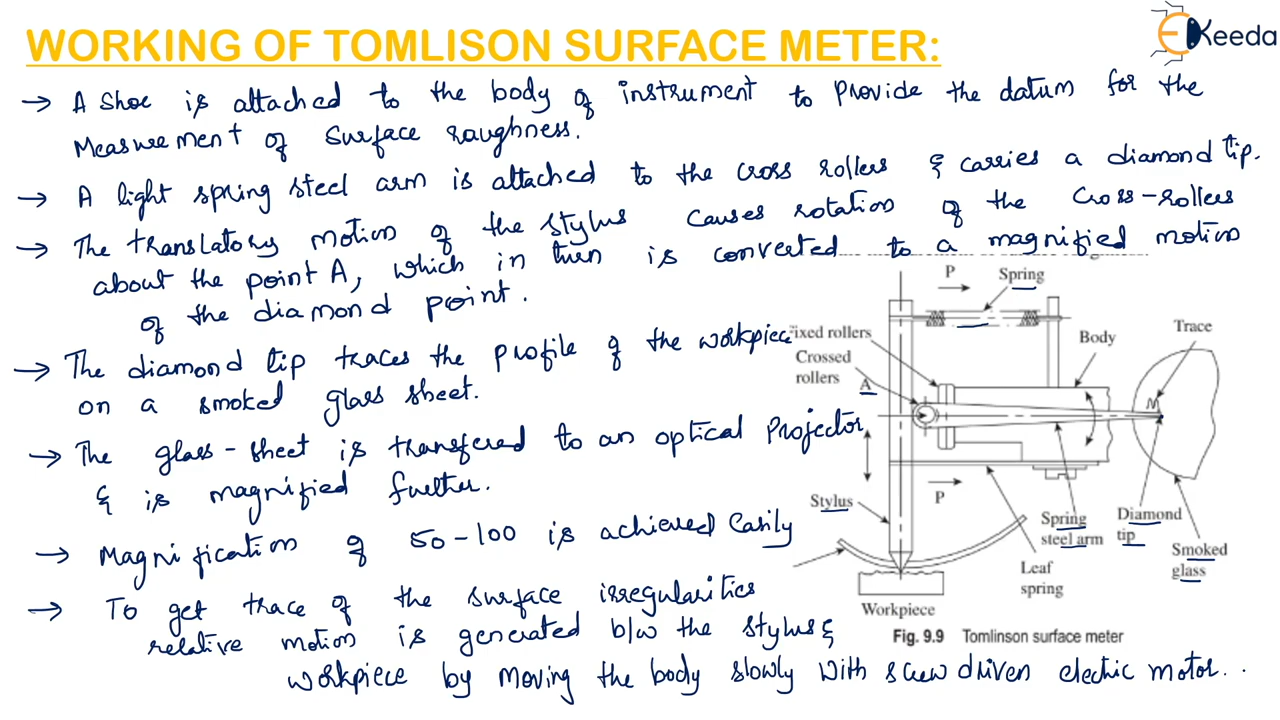 WORKING OF TOMLISON SURFACE METER:
EKeeda
→ A shoe is attached to the body of instrument to provide the datum for the
Measurement of surface roughness.
→ A light spring steel arm is attached to the cross rollers & carries a diamond tip.
→ The translatory motion of the stylus causes rotation of the cross-rollers
about the point A, which in turn is converted to a magnified motion
of the diamond point.
→ The diamond tip traces the profile of the workpiece
on a smoked glass sheet.
→ The glass-sheet is transfered to an optical projector
& is magnified further.
→ Magnification of 50-100 is achieved easily
→ To get trace of the surface irregularities
relative motion is generated b/w the stylus &
workpiece by moving the body slowly with screw driven electric motor.
P
Spring
Fixed rollers
Body
Trace
Crossed
rollers
A
Stylus
P
Spring
steel arm
Diamond
tip
Smoked
glass
Leaf
spring
Workpiece
Fig. 9.9 Tomlinson surface meter